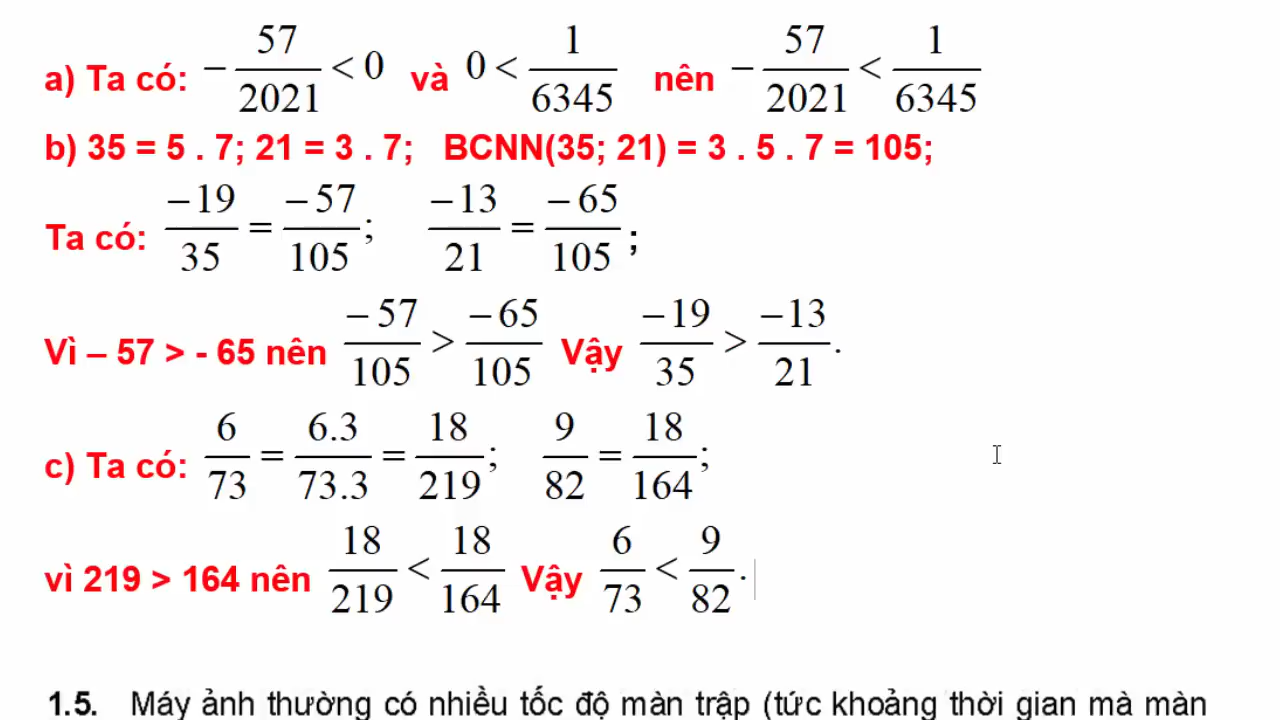 a) Ta có: − 57/2021 < 0 và 0 < 1/6345 nên − 57/2021 < 1/6345
b) 35 = 5 . 7; 21 = 3 . 7; BCNN(35; 21) = 3 . 5 . 7 = 105;
Ta có: −19/35 = −57/105; −13/21 = −65/105 ;
Vì – 57 > - 65 nên −57/105 > −65/105 Vậy −19/35 > −13/21.
c) Ta có: 6/73 = 6.3/73.3 = 18/219; 9/82 = 18/164;
vì 219 > 164 nên 18/219 < 18/164 Vậy 6/73 < 9/82.
1.5. Máy ảnh thường có nhiều tốc độ màn trập (tức khoảng thời gian mà màn